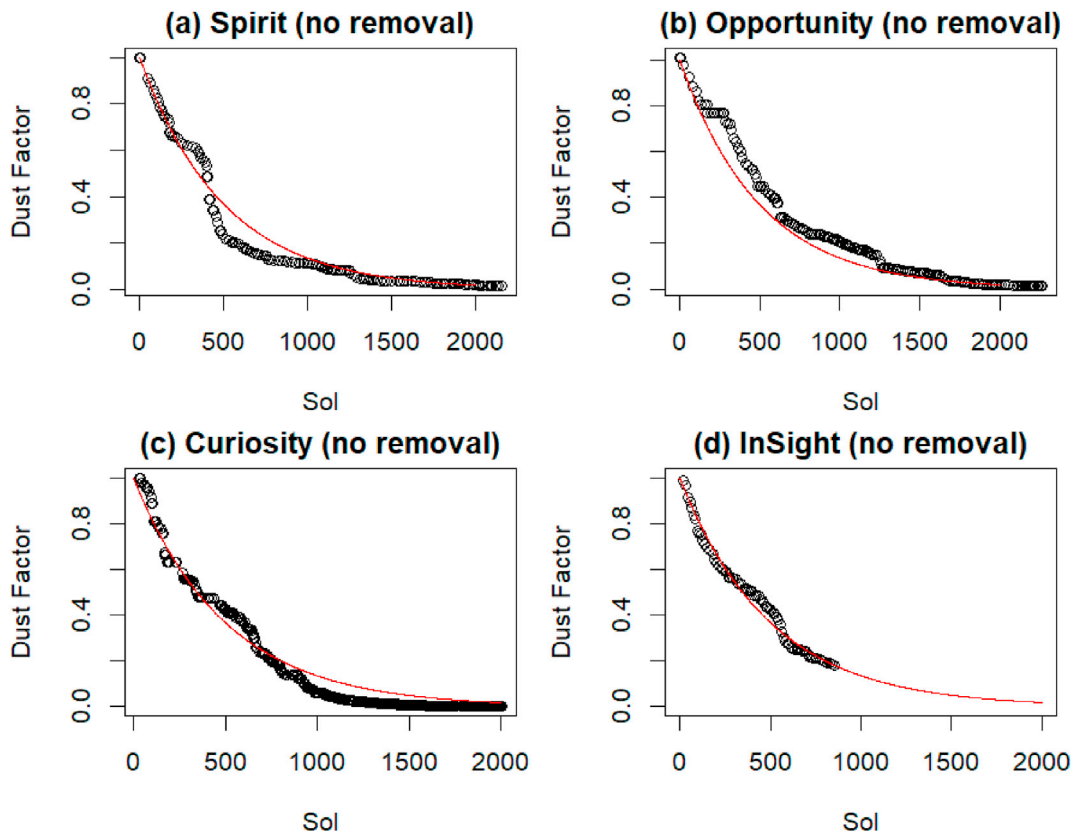 (a) Spirit (no removal)
Dust Factor
0.0 0.4 0.8
0 500 1000 1500 2000
Sol
(b) Opportunity (no removal)
Dust Factor
0.0 0.4 0.8
0 500 1000 1500 2000
Sol
(c) Curiosity (no removal)
Dust Factor
0.0 0.4 0.8
0 500 1000 1500 2000
Sol
(d) InSight (no removal)
Dust Factor
0.0 0.4 0.8
0 500 1000 1500 2000
Sol